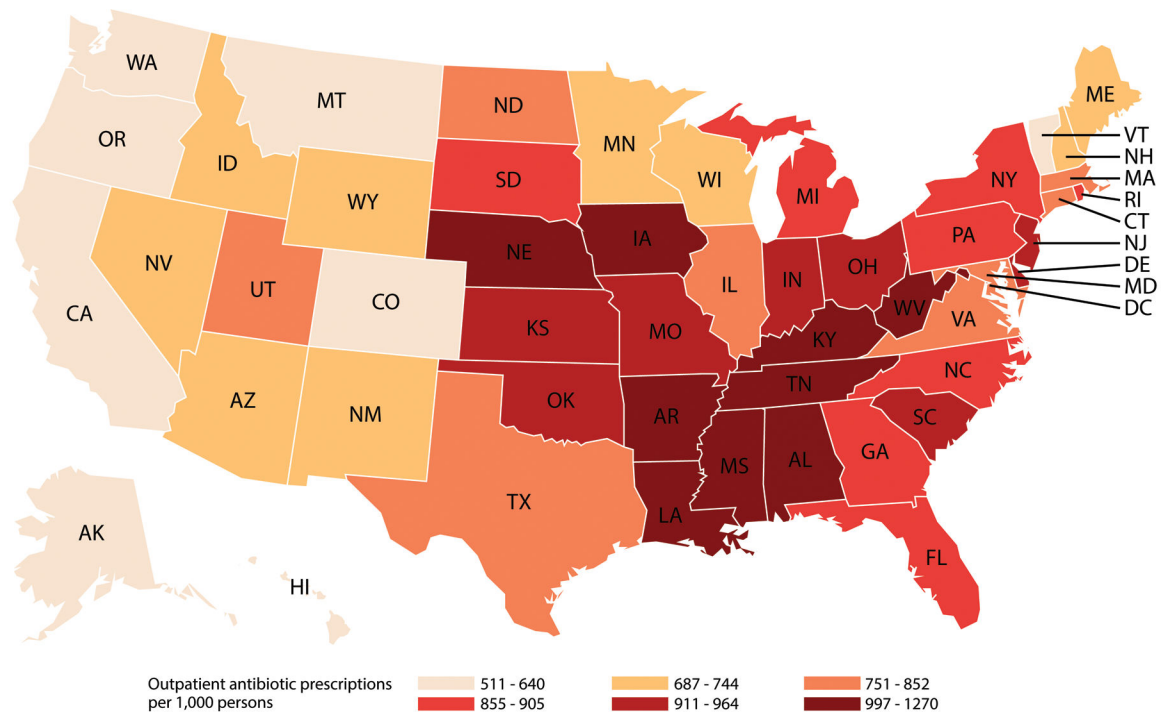 WA
MT
ND
MN
ME
OR
ID
SD
WI
MI
NY
VT
NH
MA
RI
CT
NJ
DE
MD
DC
WY
NE
IA
PA
NV
UT
CO
IL
IN
OH
CA
KS
MO
KY
WV
VA
AZ
NM
OK
AR
TN
NC
SC
TX
LA
MS
AL
GA
AK
HI
FL
Outpatient antibiotic prescriptions
per 1,000 persons
511 - 640
687 - 744
751 - 852
855 - 905
911 - 964
997 - 1270